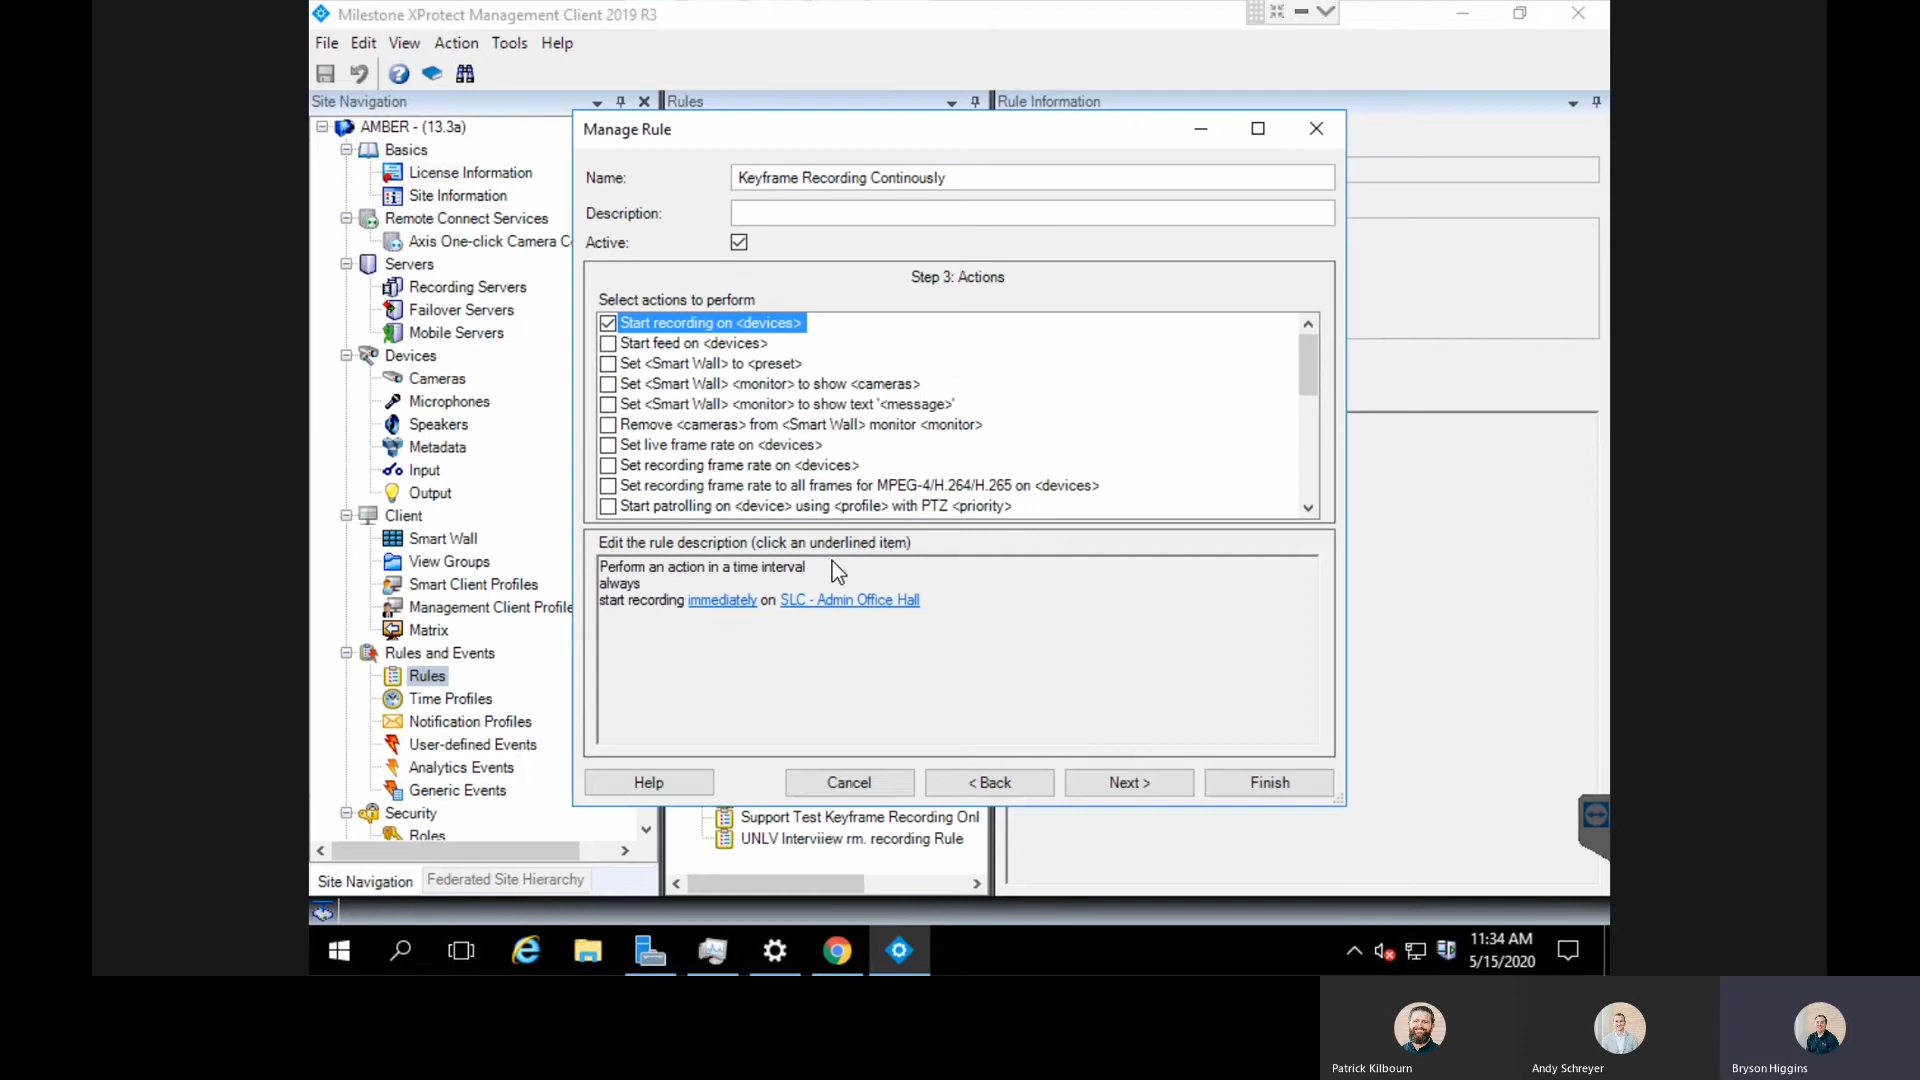 Milestone XProtect Management Client 2019 R3
File Edit View Action Tools Help
Site Navigation
AMBER - (13.3a)
Basics
License Information
Site Information
Remote Connect Services
Axis One-click Camera C
Servers
Recording Servers
Failover Servers
Mobile Servers
Devices
Cameras
Microphones
Speakers
Metadata
Input
Output
Client
Smart Wall
View Groups
Smart Client Profiles
Management Client Profile
Matrix
Rules and Events
Rules
Time Profiles
Notification Profiles
User-defined Events
Analytics Events
Generic Events
Security
Roles
Site Navigation Federated Site Hierarchy
Rules
Support Test Keyframe Recording Onl
UNLV Interviiew rm. recording Rule
Rule Information
Manage Rule
Name: Keyframe Recording Continously
Description:
Active:
Step 3: Actions
Select actions to perform
Start recording on <devices>
Start feed on <devices>
Set <Smart Wall> to <preset>
Set <Smart Wall> <monitor> to show <cameras>
Set <Smart Wall> <monitor> to show text '<message>'
Remove <cameras> from <Smart Wall> monitor <monitor>
Set live frame rate on <devices>
Set recording frame rate on <devices>
Set recording frame rate to all frames for MPEG-4/H.264/H.265 on <devices>
Start patrolling on <device> using <profile> with PTZ <priority>
Edit the rule description (click an underlined item)
Perform an action in a time interval
always
start recording immediately on SLC - Admin Office Hall
Help Cancel < Back Next > Finish
11:34 AM
5/15/2020
Patrick Kilbourn
Andy Schreyer
Bryson Higgins